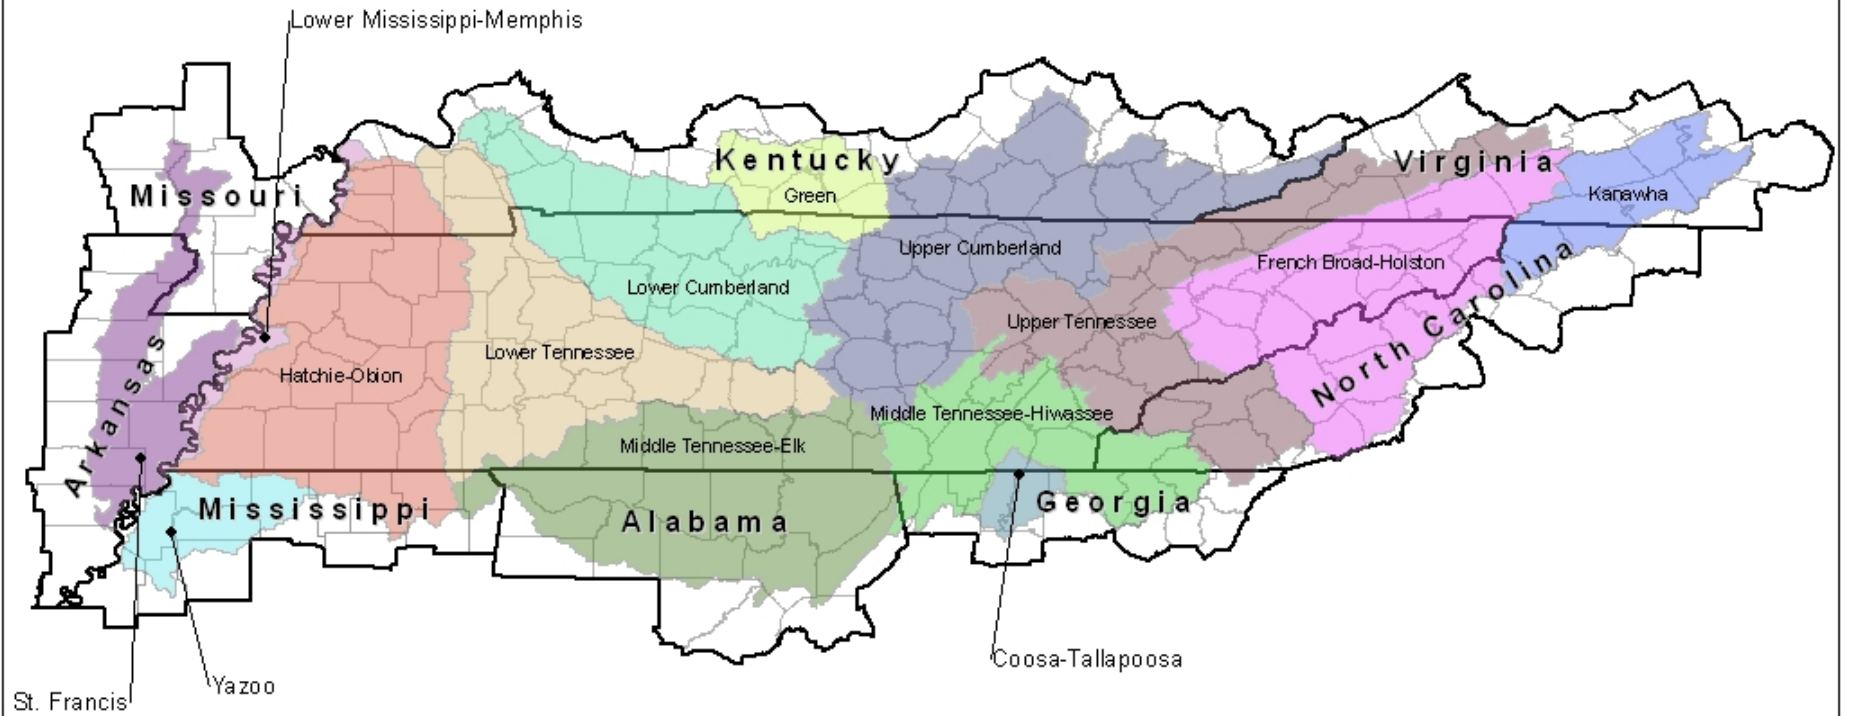 Lower Mississippi-Memphis
Kentucky
Virginia
Missouri
Green
Kanawha
Upper Cumberland
French Broad-Holston
Lower Cumberland
North Carolina
Upper Tennessee
Lower Tennessee
Hatchie-Obion
Arkansas
Middle Tennessee-Hiwassee
Middle Tennessee-Elk
Mississippi
Alabama
Georgia
Coosa-Tallapoosa
Yazoo
St. Francis